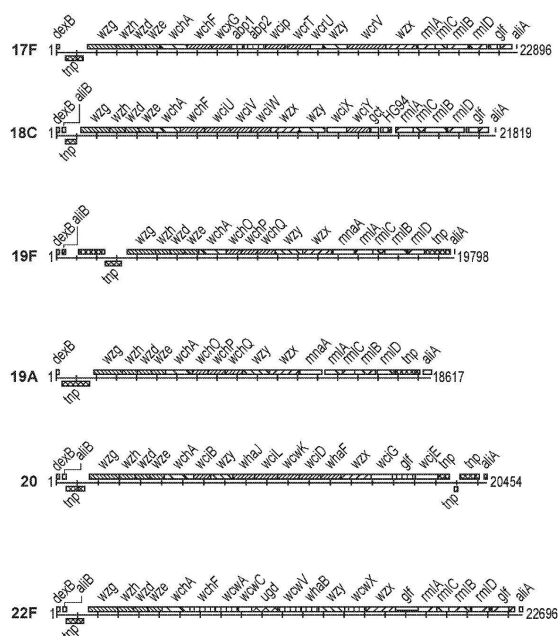 dexB wzg wzh wzd wze wchA wchF wcxG abp1 abp2 wcip wcrT wcrU wzy wcrV wzx rmlA rmlC rmlB rmlD glf aliA
17F 1 22896
tnp
dexB aliB wzg wzh wzd wze wchA wchF wciU wciV wciW wzx wzy wciX wciY gct HG94 rmlA rmlC rmlB rmlD glf aliA
18C 1 21819
tnp
dexB aliB wzg wzh wzd wze wchA wchO wchP wchQ wzy wzx mnaA rmlA rmlC rmlB rmlD tnp aliA
19F 1 19798
tnp
dexB wzg wzh wzd wze wchA wchO wchP wchQ wzy wzx mnaA rmlA rmlC rmlB rmlD tnp aliA
19A 1 18617
tnp
dexB aliB wzg wzh wzd wze wchA wciB wzy whaJ wciL wcwK wciD whaF wzx wciG glf wcjE tnp tnp aliA
20 1 20454
tnp tnp
dexB aliB wzg wzh wzd wze wchA wchF wcwA wcwC ugd wcwV whaB wzy wcwX wzx glf rmlA rmlC rmlB rmlD glf aliA
22F 1 22696
tnp